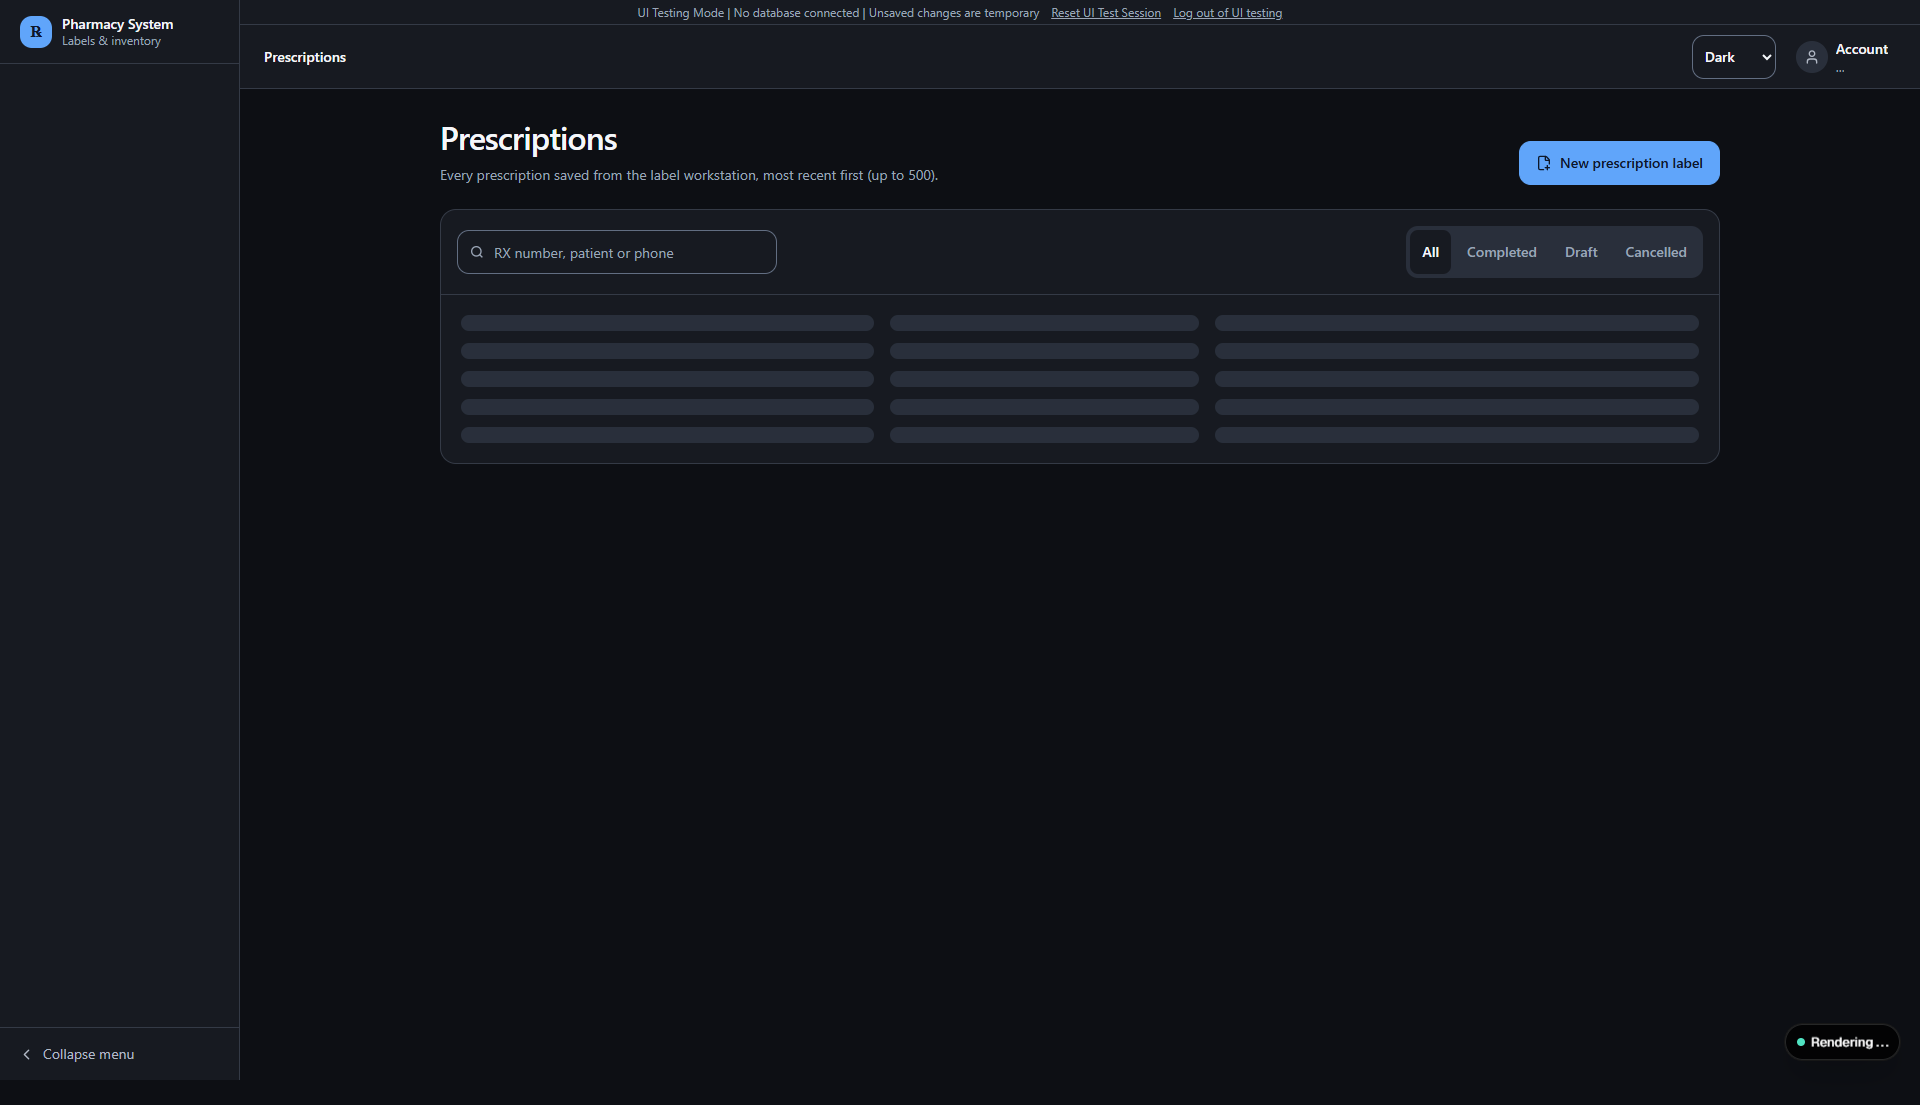 ℞
Pharmacy System
Labels & inventory
UI Testing Mode | No database connected | Unsaved changes are temporary Reset UI Test Session Log out of UI testing
Prescriptions
Dark
Account
...
Prescriptions
Every prescription saved from the label workstation, most recent first (up to 500).
New prescription label
RX number, patient or phone
All Completed Draft Cancelled
Collapse menu
Rendering ...